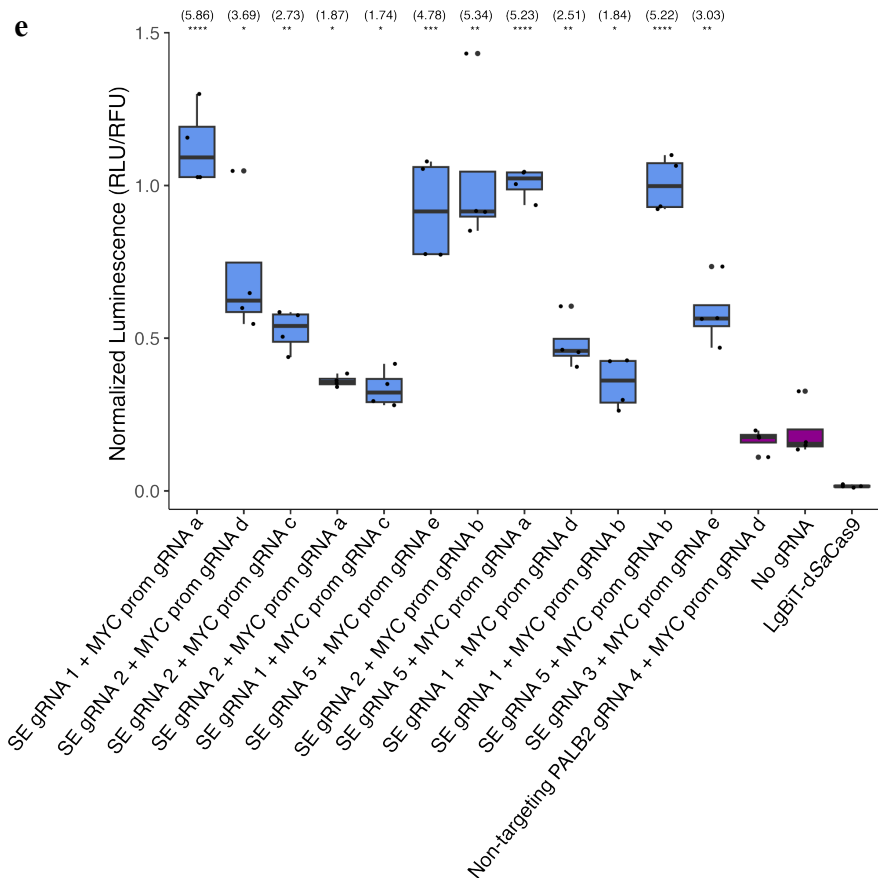 e
(5.86) (3.69) (2.73) (1.87) (1.74) (4.78) (5.34) (5.23) (2.51) (1.84) (5.22) (3.03)
**** * ** * * *** ** **** ** * **** **
Normalized Luminescence (RLU/RFU)
1.5
1.0
0.5
0.0
SE gRNA 1 + MYC prom gRNA a
SE gRNA 2 + MYC prom gRNA d
SE gRNA 2 + MYC prom gRNA c
SE gRNA 2 + MYC prom gRNA a
SE gRNA 1 + MYC prom gRNA c
SE gRNA 5 + MYC prom gRNA e
SE gRNA 2 + MYC prom gRNA b
SE gRNA 5 + MYC prom gRNA a
SE gRNA 1 + MYC prom gRNA d
SE gRNA 1 + MYC prom gRNA b
SE gRNA 5 + MYC prom gRNA b
SE gRNA 3 + MYC prom gRNA e
Non-targeting PALB2 gRNA 4 + MYC prom gRNA d
No gRNA
LgBiT-dSaCas9